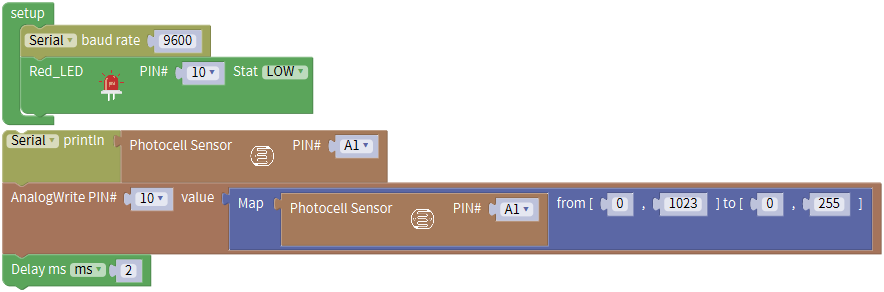 setup
Serial baud rate 9600
Red_LED PIN# 10 Stat LOW
Serial println Photocell Sensor PIN# A1
AnalogWrite PIN# 10 value Map Photocell Sensor PIN# A1 from [ 0 , 1023 ] to [ 0 , 255 ]
Delay ms ms 2